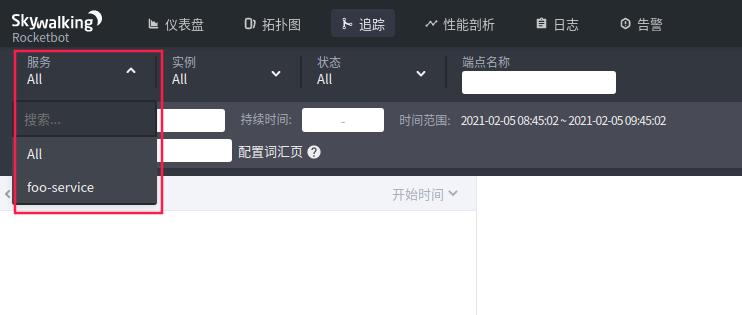 Skywalking
Rocketbot
仪表盘
拓扑图
追踪
性能剖析
日志
告警
服务
All
实例
All
状态
All
端点名称
搜索...
All
foo-service
持续时间:
-
时间范围:
2021-02-05 08:45:02 ~ 2021-02-05 09:45:02
配置词汇页 ?
开始时间